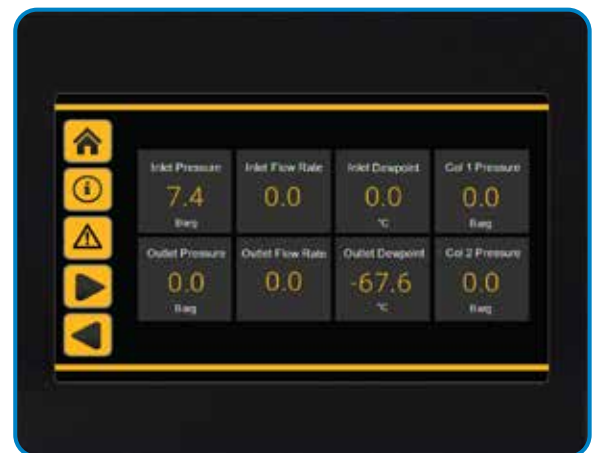 Inlet Pressure Inlet Flow Rate Inlet Dewpoint Col 1 Pressure
7.4 0.0 0.0 0.0
Barg °C Barg
Outlet Pressure Outlet Flow Rate Outlet Dewpoint Col 2 Pressure
0.0 0.0 -67.6 0.0
Barg °C Barg